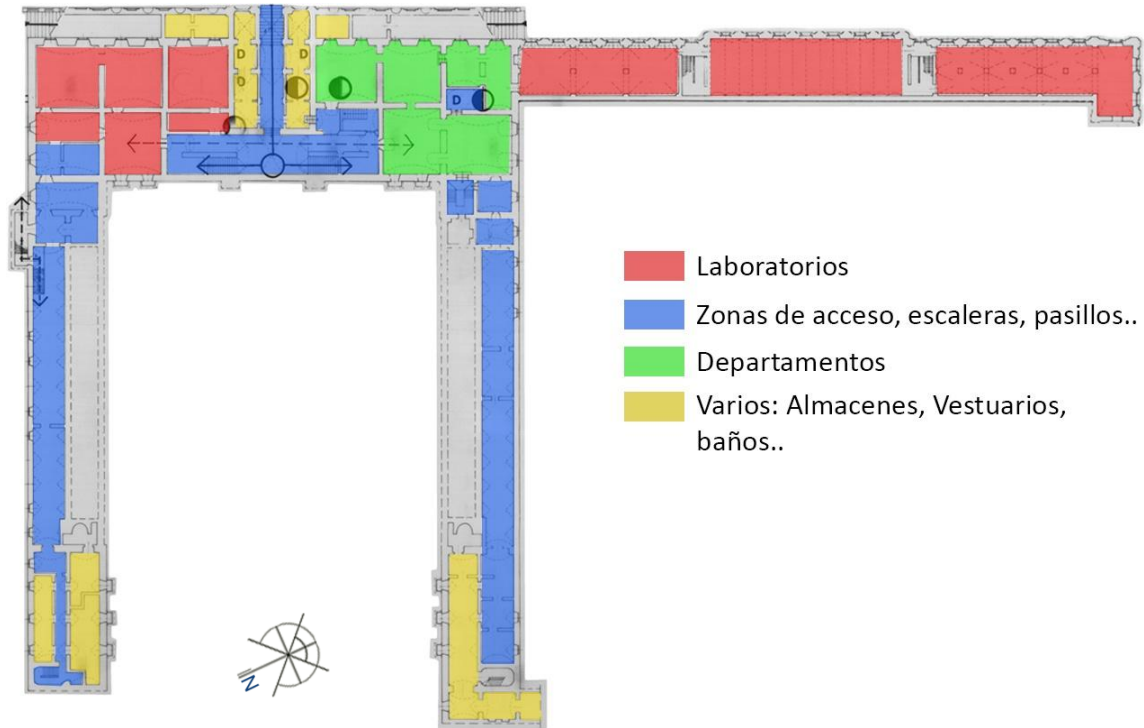 D
D
D
D
Laboratorios
Zonas de acceso, escaleras, pasillos..
Departamentos
Varios: Almacenes, Vestuarios,
baños..
N